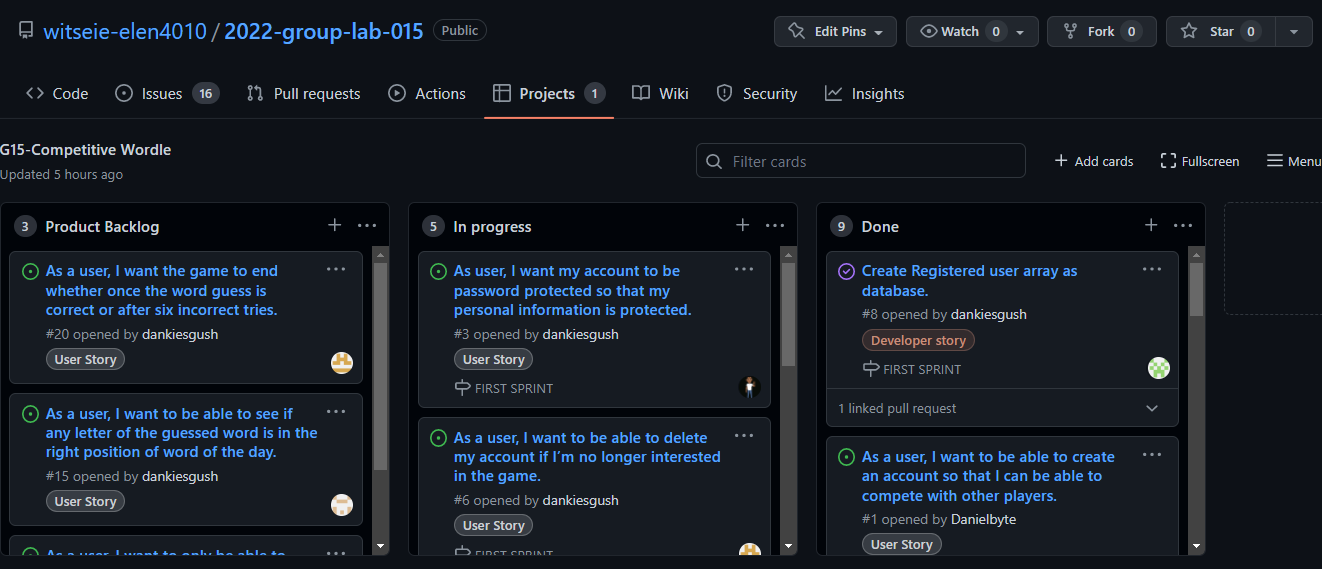 witseie-elen4010 / 2022-group-lab-015 Public
Edit Pins Watch 0 Fork 0 Star 0
Code Issues 16 Pull requests Actions Projects 1 Wiki Security Insights
G15-Competitive Wordle
Updated 5 hours ago
Filter cards
Add cards Fullscreen Menu
3 Product Backlog
As a user, I want the game to end
whether once the word guess is
correct or after six incorrect tries.
#20 opened by dankiesgush
User Story
As a user, I want to be able to see if
any letter of the guessed word is in the
right position of word of the day.
#15 opened by dankiesgush
User Story
As a user, I want to only be able to
5 In progress
As user, I want my account to be
password protected so that my
personal information is protected.
#3 opened by dankiesgush
User Story
FIRST SPRINT
As a user, I want to be able to delete
my account if I’m no longer interested
in the game.
#6 opened by dankiesgush
User Story
FIRST SPRINT
9 Done
Create Registered user array as
database.
#8 opened by dankiesgush
Developer story
FIRST SPRINT
1 linked pull request
As a user, I want to be able to create
an account so that I can be able to
compete with other players.
#1 opened by Danielbyte
User Story